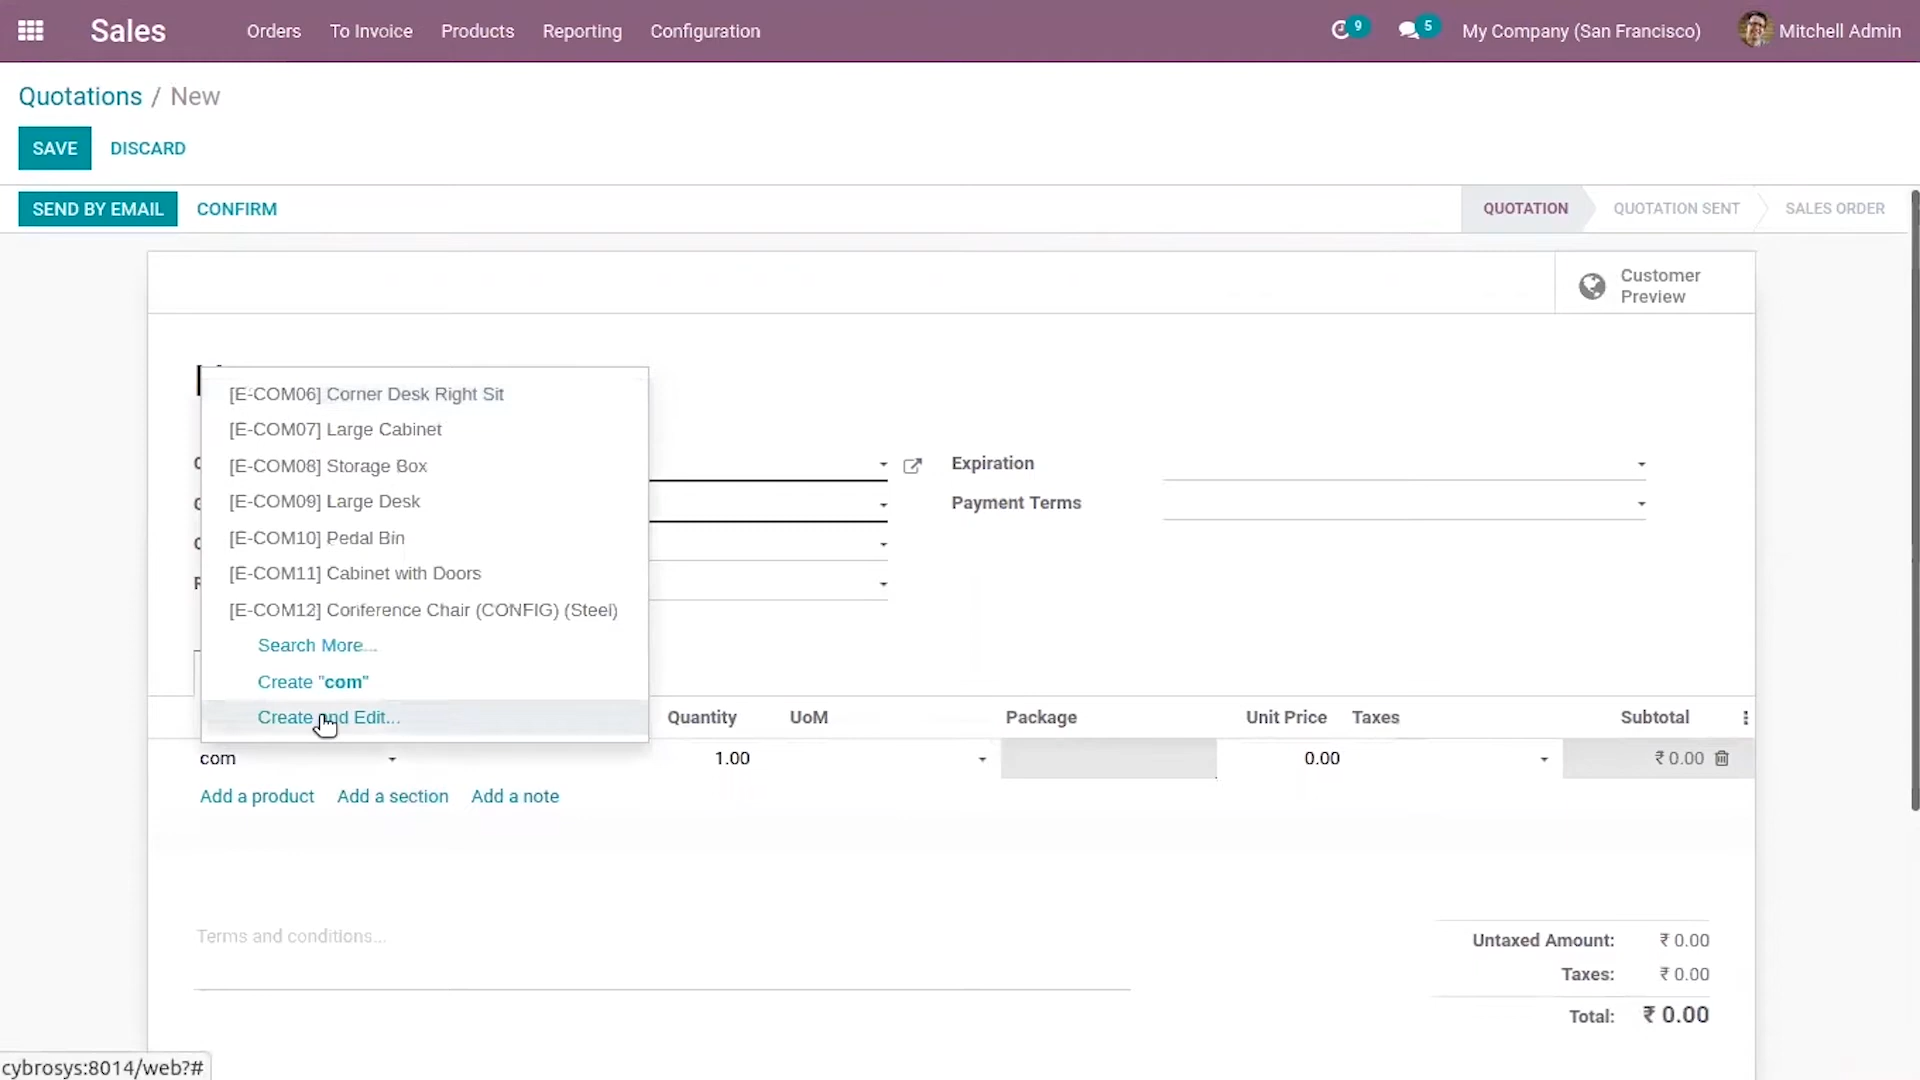 Sales Orders To Invoice Products Reporting Configuration 9 5 My Company (San Francisco) Mitchell Admin
Quotations / New
SAVE DISCARD
SEND BY EMAIL CONFIRM QUOTATION QUOTATION SENT SALES ORDER
Customer
Preview
[E-COM06] Corner Desk Right Sit
[E-COM07] Large Cabinet
[E-COM08] Storage Box
[E-COM09] Large Desk
[E-COM10] Pedal Bin
[E-COM11] Cabinet with Doors
[E-COM12] Conference Chair (CONFIG) (Steel)
Search More...
Create "com"
Create and Edit...
Expiration
Payment Terms
Quantity UoM Package Unit Price Taxes Subtotal
com 1.00 0.00 ₹ 0.00
Add a product Add a section Add a note
Terms and conditions...
Untaxed Amount: ₹ 0.00
Taxes: ₹ 0.00
Total: ₹ 0.00
cybrosys:8014/web?#